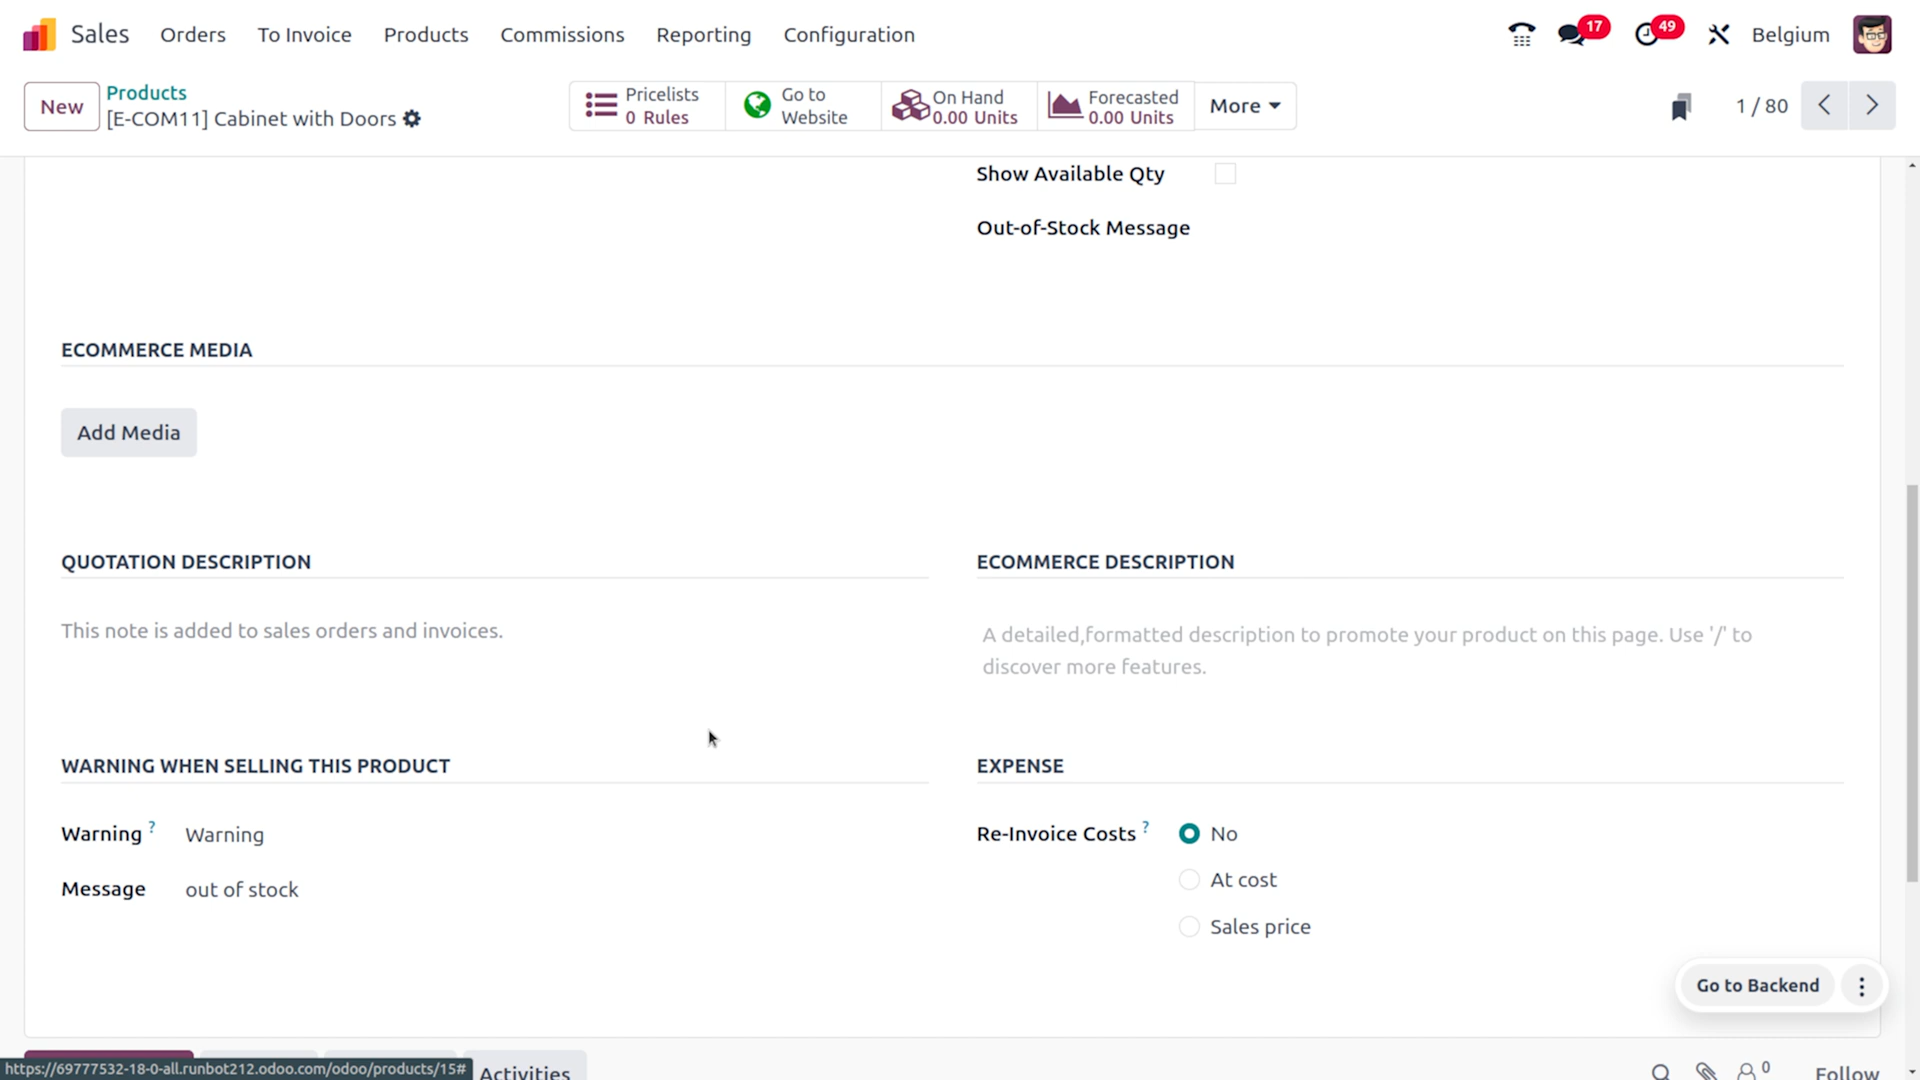 Sales Orders To Invoice Products Commissions Reporting Configuration 17 49 Belgium
New Products
[E-COM11] Cabinet with Doors
Pricelists
0 Rules
Go to
Website
On Hand
0.00 Units
Forecasted
0.00 Units
More
1 / 80
Show Available Qty
Out-of-Stock Message
ECOMMERCE MEDIA
Add Media
QUOTATION DESCRIPTION
This note is added to sales orders and invoices.
ECOMMERCE DESCRIPTION
A detailed,formatted description to promote your product on this page. Use '/' to
discover more features.
WARNING WHEN SELLING THIS PRODUCT
Warning ? Warning
Message out of stock
EXPENSE
Re-Invoice Costs ? No
At cost
Sales price
Go to Backend
https://69777532-18-0-all.runbot212.odoo.com/odoo/products/15#
Activities
0
Follow